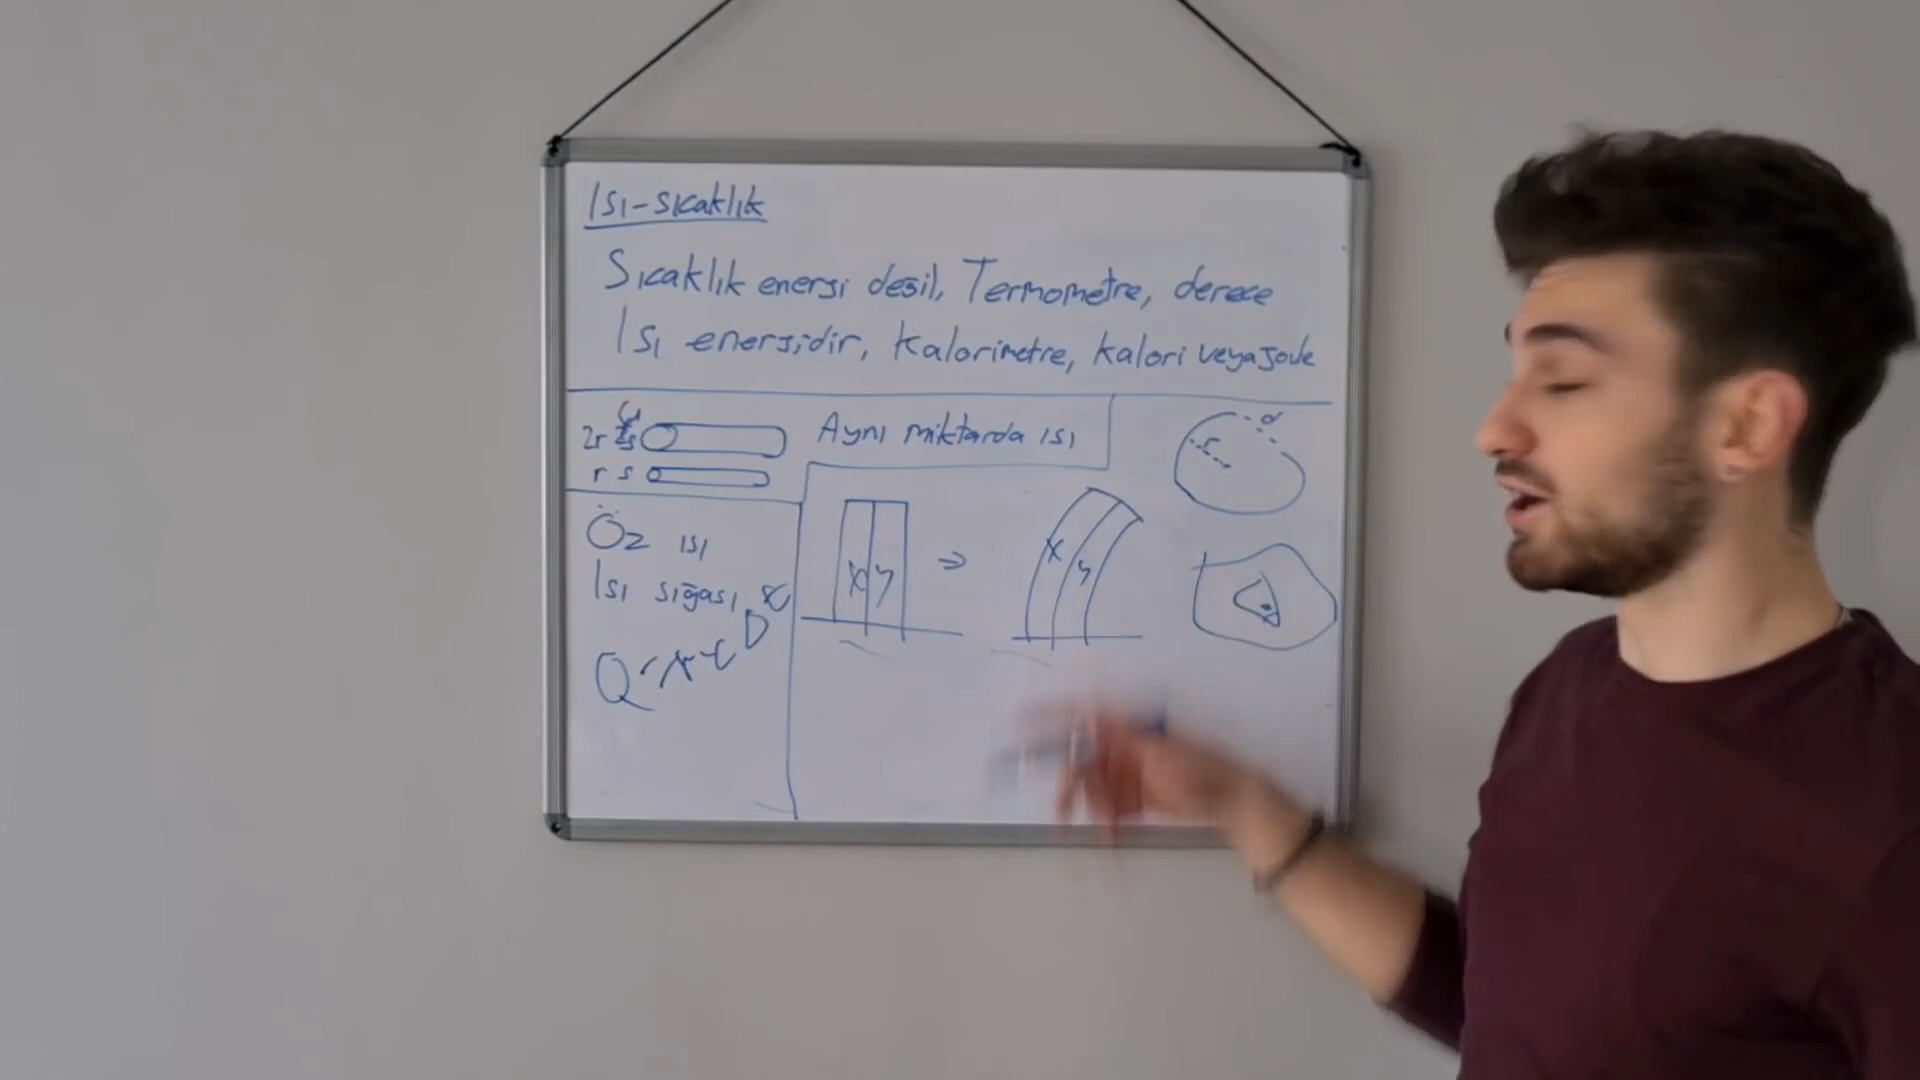 Isı-sıcaklık
Sıcaklık enerji değil, Termometre, derece
Isı enerjidir, kalorimetre, kalori veya joule
2r
r s
Aynı miktarda ısı
r
d
Öz ısı
Isı sığası
X y
⇒
X y
Q